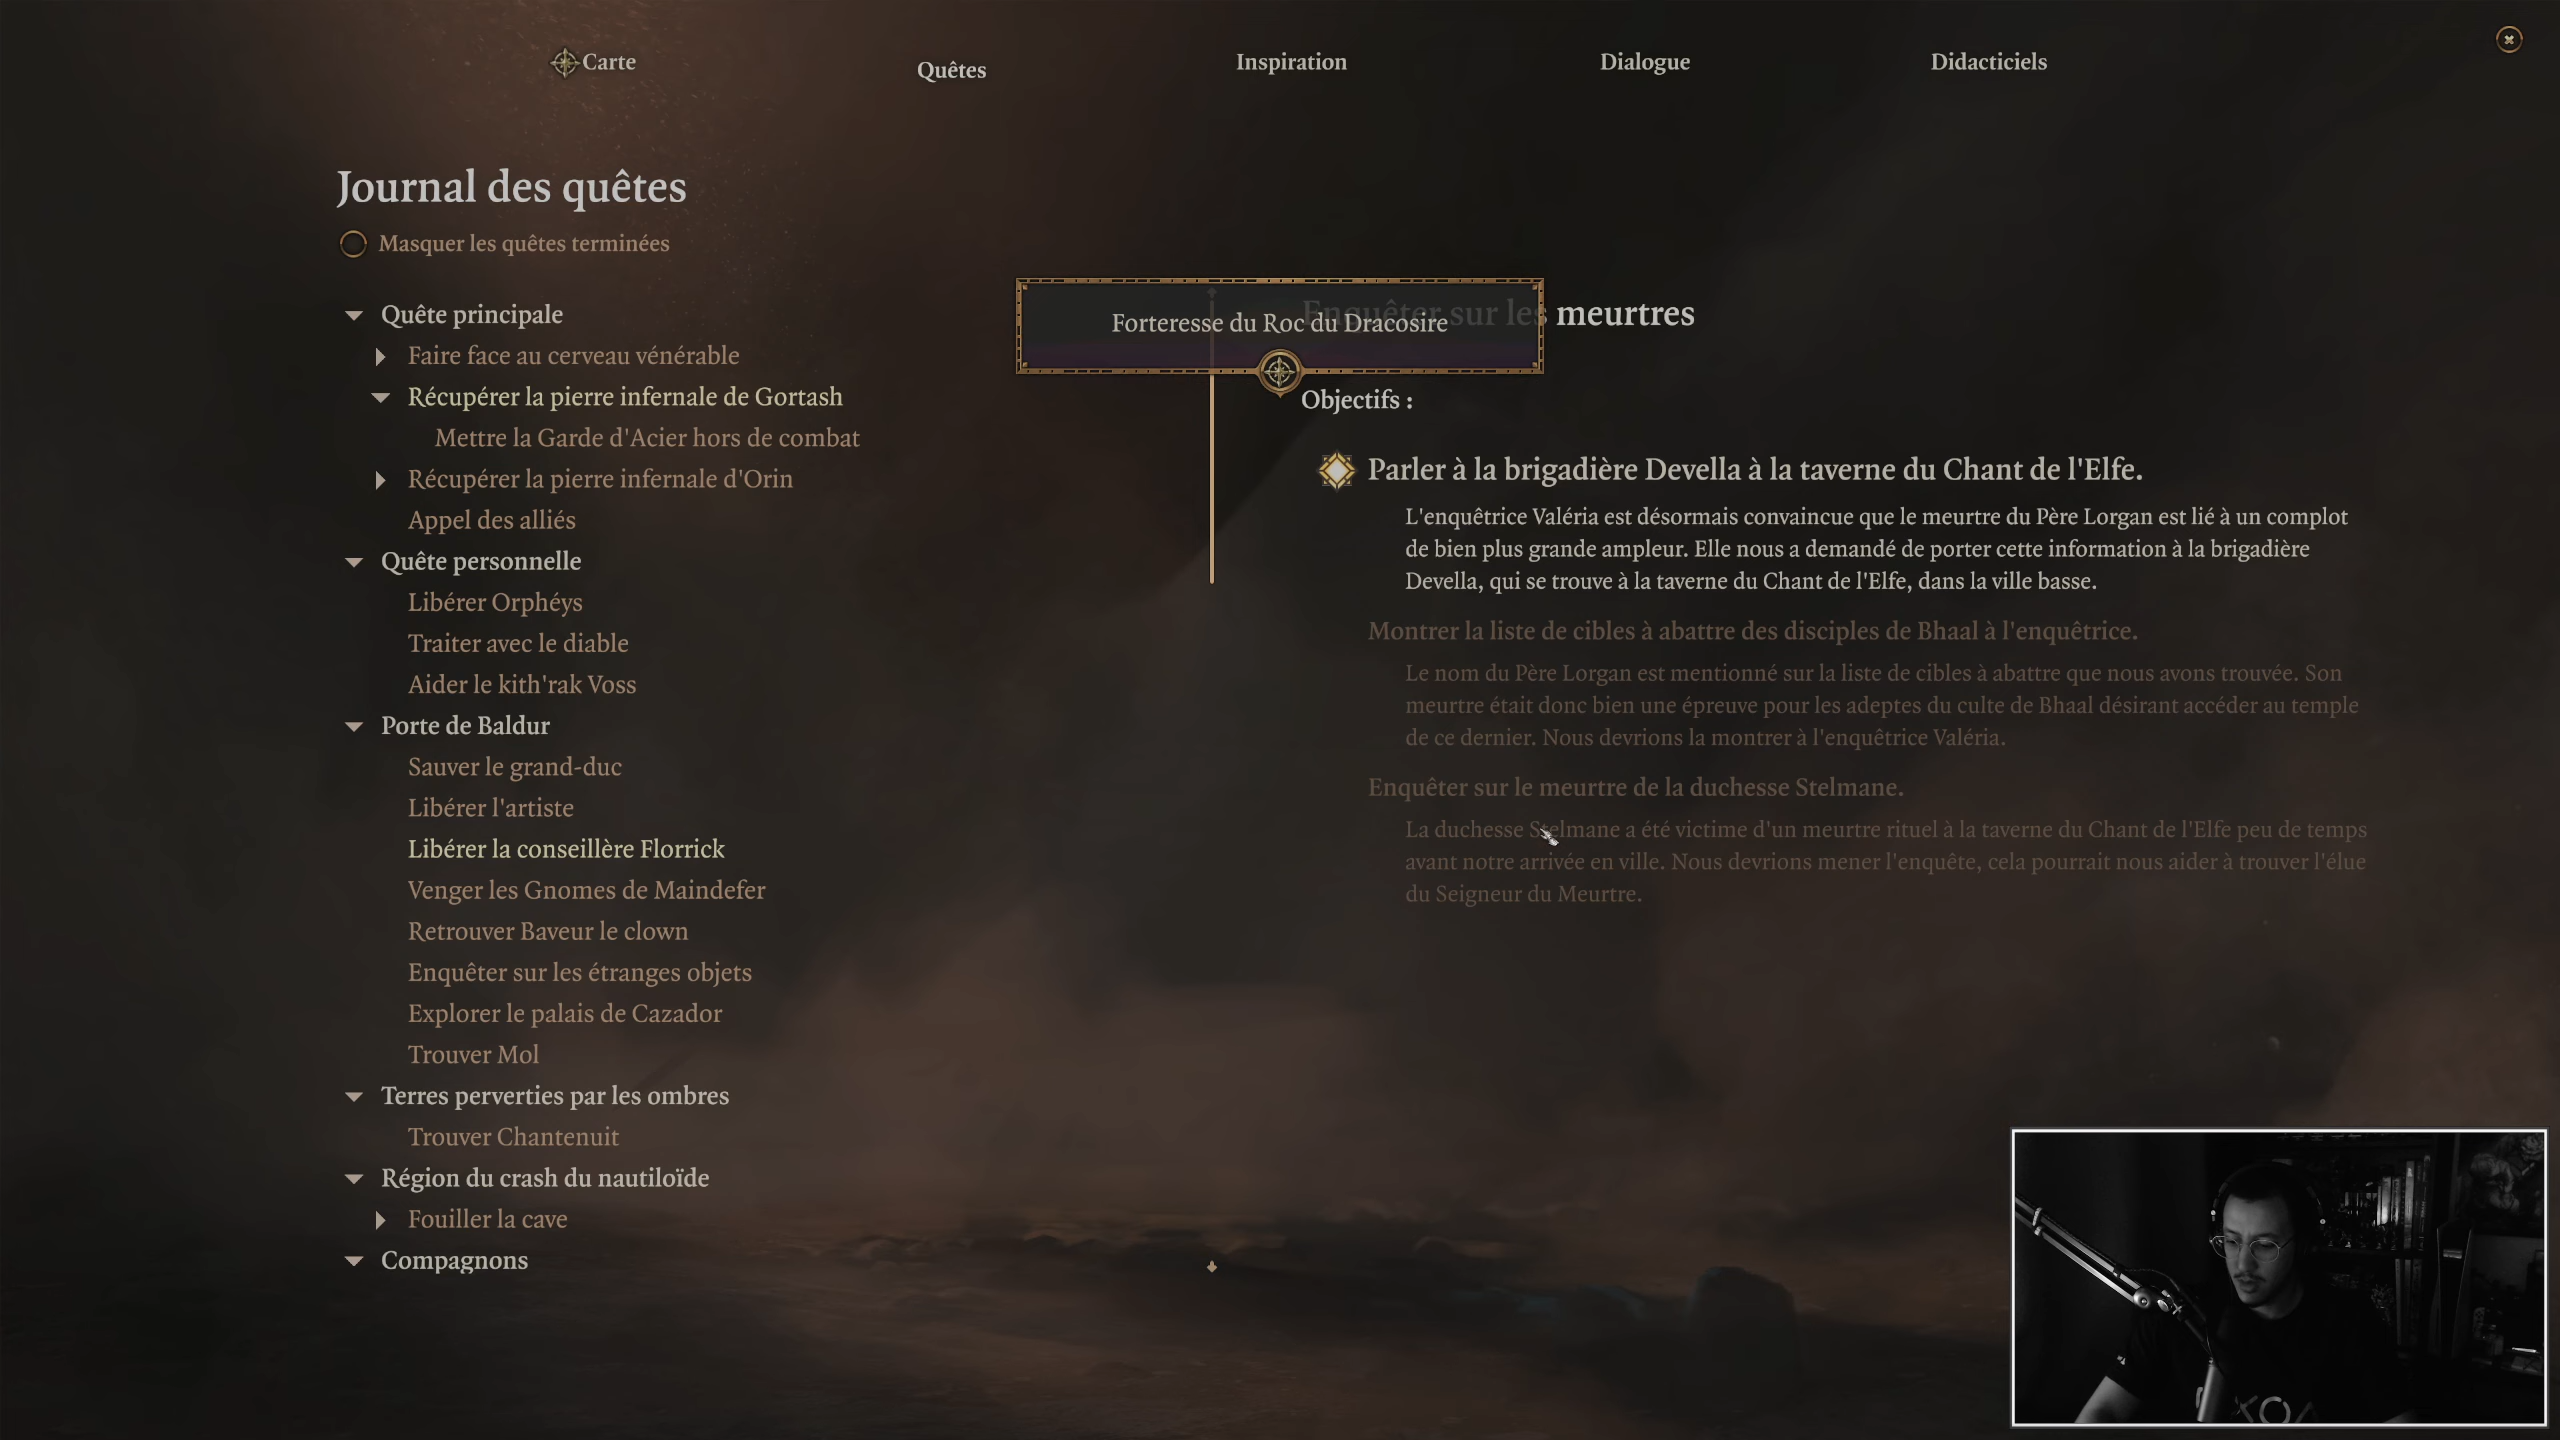 Carte
Quêtes
Inspiration
Dialogue
Didacticiels
Journal des quêtes
Masquer les quêtes terminées
Quête principale
Faire face au cerveau vénérable
Récupérer la pierre infernale de Gortash
Mettre la Garde d'Acier hors de combat
Récupérer la pierre infernale d'Orin
Appel des alliés
Quête personnelle
Libérer Orphéys
Traiter avec le diable
Aider le kith'rak Voss
Porte de Baldur
Sauver le grand-duc
Libérer l'artiste
Libérer la conseillère Florrick
Venger les Gnomes de Maindefer
Retrouver Baveur le clown
Enquêter sur les étranges objets
Explorer le palais de Cazador
Trouver Mol
Terres perverties par les ombres
Trouver Chantenuit
Région du crash du nautiloïde
Fouiller la cave
Compagnons
Forteresse du Roc du Dracosire
Enquêter sur les meurtres
Objectifs :
Parler à la brigadière Devella à la taverne du Chant de l'Elfe.
L'enquêtrice Valéria est désormais convaincue que le meurtre du Père Lorgan est lié à un complot
de bien plus grande ampleur. Elle nous a demandé de porter cette information à la brigadière
Devella, qui se trouve à la taverne du Chant de l'Elfe, dans la ville basse.
Montrer la liste de cibles à abattre des disciples de Bhaal à l'enquêtrice.
Le nom du Père Lorgan est mentionné sur la liste de cibles à abattre que nous avons trouvée. Son
meurtre était donc bien une épreuve pour les adeptes du culte de Bhaal désirant accéder au temple
de ce dernier. Nous devrions la montrer à l'enquêtrice Valéria.
Enquêter sur le meurtre de la duchesse Stelmane.
La duchesse Stelmane a été victime d'un meurtre rituel à la taverne du Chant de l'Elfe peu de temps
avant notre arrivée en ville. Nous devrions mener l'enquête, cela pourrait nous aider à trouver l'élue
du Seigneur du Meurtre.